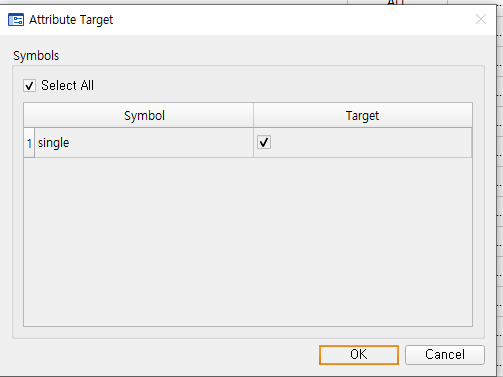 Attribute Target
Symbols
Select All
Symbol Target
1 single
OK Cancel